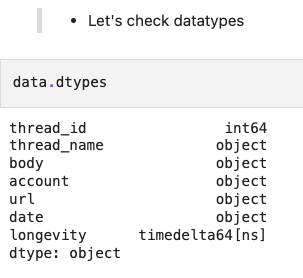 • Let's check datatypes
data.dtypes
thread_id int64
thread_name object
body object
account object
url object
date object
longevity timedelta64[ns]
dtype: object